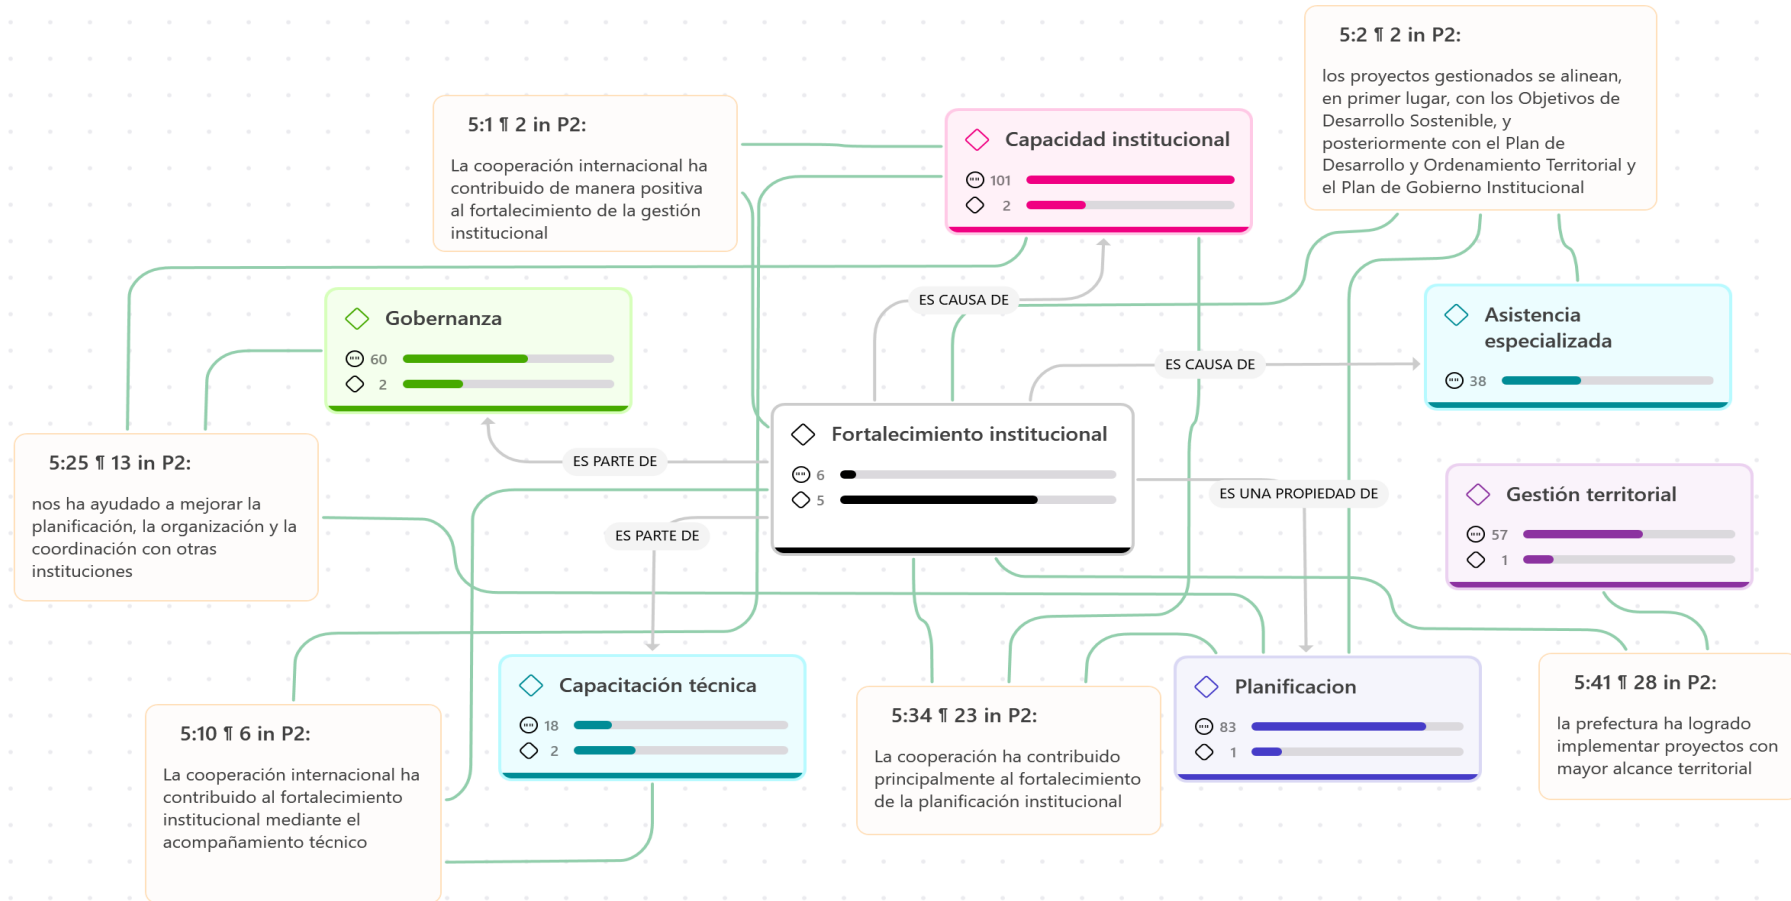 5:2 ¶ 2 in P2:
los proyectos gestionados se alinean,
en primer lugar, con los Objetivos de
Desarrollo Sostenible, y
posteriormente con el Plan de
Desarrollo y Ordenamiento Territorial y
el Plan de Gobierno Institucional
5:1 ¶ 2 in P2:
La cooperación internacional ha
contribuido de manera positiva
al fortalecimiento de la gestión
institucional
Capacidad institucional
101
2
ES CAUSA DE
Gobernanza
60
2
Asistencia
especializada
38
ES CAUSA DE
Fortalecimiento institucional
6
5
ES PARTE DE
5:25 ¶ 13 in P2:
nos ha ayudado a mejorar la
planificación, la organización y la
coordinación con otras
instituciones
ES UNA PROPIEDAD DE
Gestión territorial
57
1
ES PARTE DE
Capacitación técnica
18
2
Planificacion
83
1
5:41 ¶ 28 in P2:
la prefectura ha logrado
implementar proyectos con
mayor alcance territorial
5:34 ¶ 23 in P2:
La cooperación ha contribuido
principalmente al fortalecimiento
de la planificación institucional
5:10 ¶ 6 in P2:
La cooperación internacional ha
contribuido al fortalecimiento
institucional mediante el
acompañamiento técnico